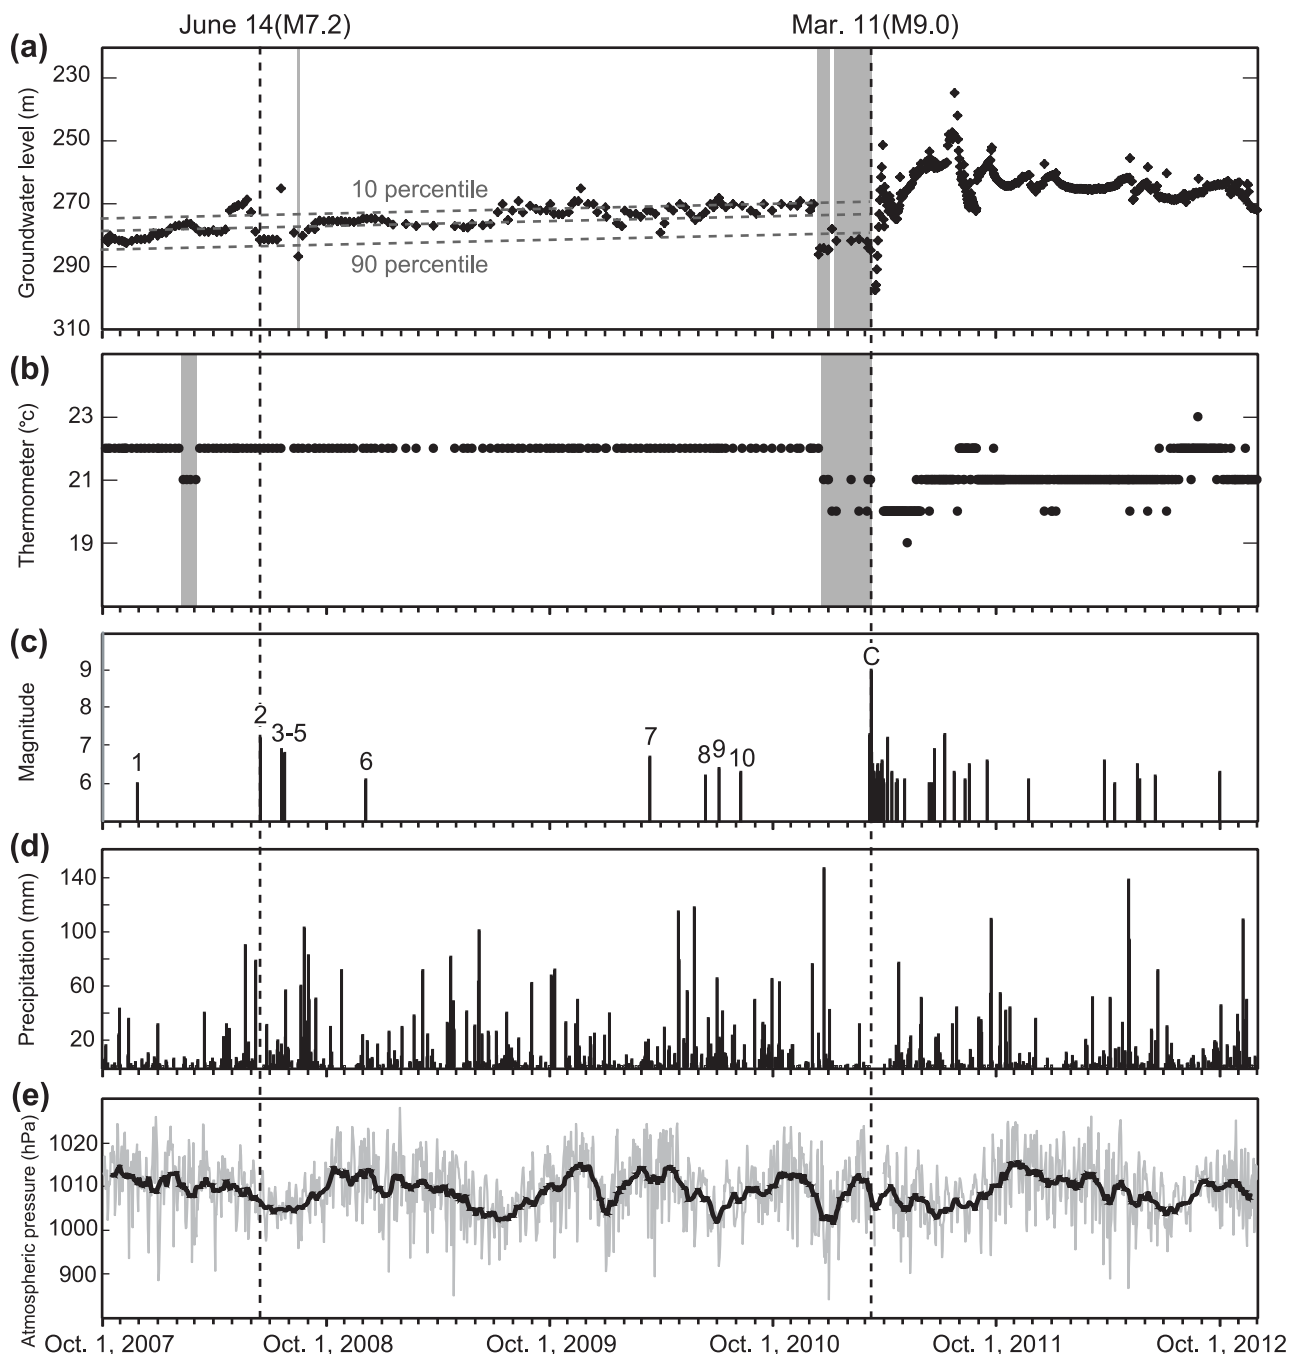 June 14(M7.2) Mar. 11(M9.0)
(a)
230
250
270
290
310
Groundwater level (m)
10 percentile
90 percentile
(b)
23
21
19
Thermometer (°c)
(c)
9
8
7
6
Magnitude
1
2
3-5
6
7
8
9
10
C
(d)
140
100
60
20
Precipitation (mm)
(e)
1020
1010
1000
900
Atmospheric pressure (hPa)
Oct. 1, 2007 Oct. 1, 2008 Oct. 1, 2009 Oct. 1, 2010 Oct. 1, 2011 Oct. 1, 2012